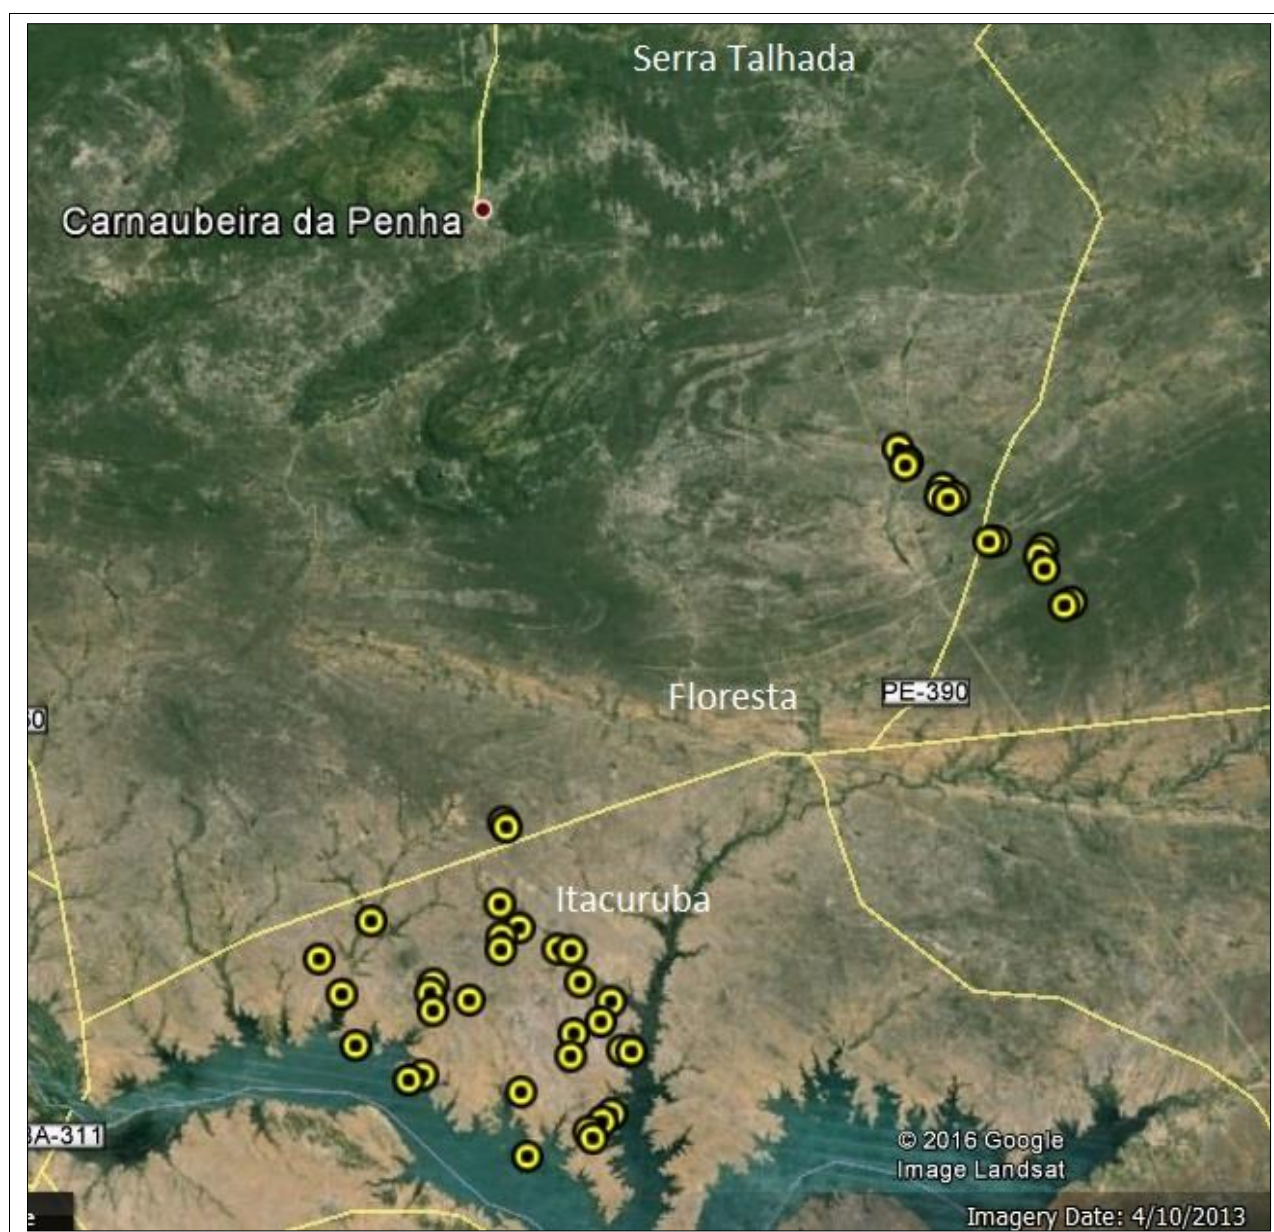 Serra Talhada
Carnaubeira da Penha
Floresta
PE-390
Itacuruba
© 2016 Google
Image Landsat
Imagery Date: 4/10/2013